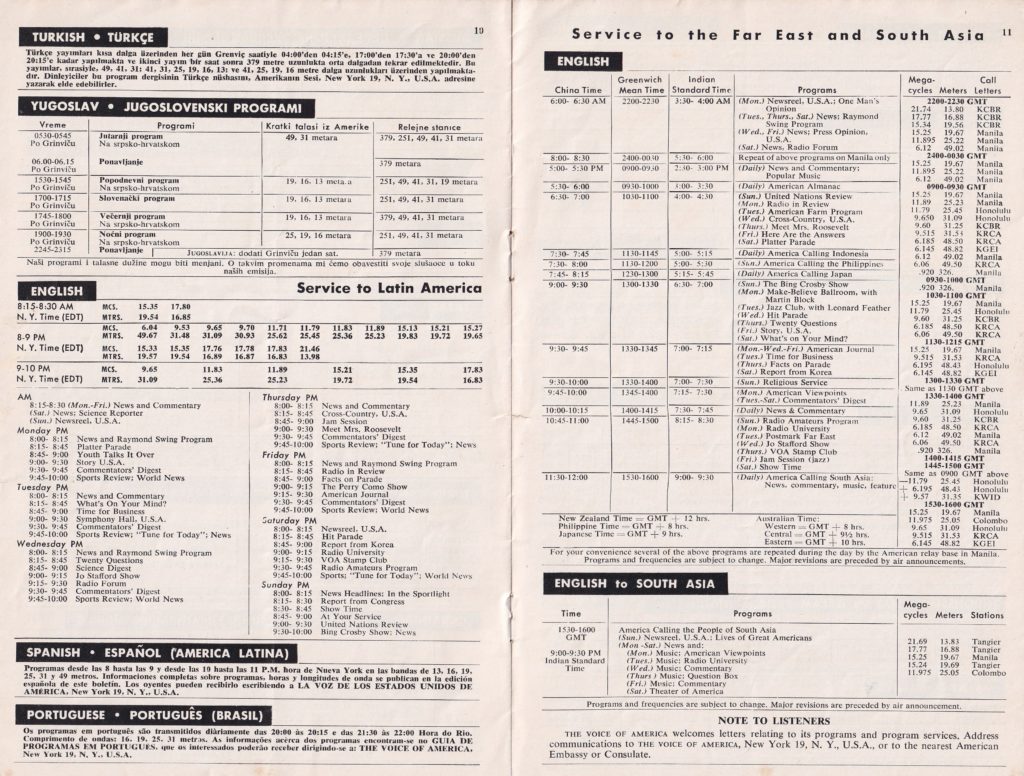 10
TURKISH • TÜRKÇE
Türkçe yayımları kısa dalga üzerinden her gün Grenviç saatiyle 04'00'den 04'15'e, 17'00'den 17'30'a ve 20'00'den
20'15'e kadar yapılmakta ve ikinci yayım bir saat sonra 379 metre uzunlukta orta dalgadan tekrar edilmektedir. Bu
yayımlar, sırasiyle, 49, 41, 31; 41, 31, 25, 19, 16, 13; ve 41, 25, 19, 16 metre dalga uzunlukları üzerinden yapılmakta-
dır. Dinleyiciler bu program dergisinin Türkçe nüshasını, Amerikanın Sesi, New York 19, N. Y., U.S.A. adresine
yazarak elde edebilirler.
YUGOSLAV • JUGOSLOVENSKI PROGRAMI
Vreme Programi Kratki talasi iz Amerike Relejne stanice
0530-0545 Jutarnji program 49, 31 metara 379, 251, 49, 41, 31 metara
Po Grinviču Na srpsko-hrvatskom
06.00-06.15 Ponavljanje 379 metara
Po Grinviču
1530-1545 Popodnevni program 19, 16, 13 metara 251, 49, 41, 31, 19 metara
Po Grinviču Na srpsko-hrvatskom
1700-1715 Slovenački program 19, 16, 13 metara 251, 49, 41, 31 metara
Po Grinviču
1745-1800 Večernji program 19, 16, 13 metara 379, 49, 41, 31 metara
Po Grinviču Na srpsko-hrvatskom
1900-1930 Noćni program 25, 19, 16 metara 251, 49, 41, 31 metara
Po Grinviču Na srpsko-hrvatskom
2245-2315 Ponavljanje JUGOSLAVIJA: dodati Grinviču jedan sat. 379 metara
Naši programi i talasne dužine mogu biti menjani. O takvim promenama mi ćemo obavestiti svoje slušaoce u toku
naših emisija.
ENGLISH Service to Latin America
8:15-8:30 AM MCS. 15.35 17.80
N. Y. Time (EDT) MTRS. 19.54 16.85
MCS. 6.04 9.53 9.65 9.70 11.71 11.79 11.83 11.89 15.13 15.21 15.27
8-9 PM MTRS. 49.67 31.48 31.09 30.93 25.62 25.45 25.36 25.23 19.83 19.72 19.65
N. Y. Time (EDT) MCS. 15.33 15.35 17.76 17.78 17.83 21.46
MTRS. 19.57 19.54 16.89 16.87 16.83 13.98
9-10 PM MCS. 9.65 11.83 11.89 15.21 15.35 17.83
N. Y. Time (EDT) MTRS. 31.09 25.36 25.23 19.72 19.54 16.83
AM
8:15-8:30 (Mon.-Fri.) News and Commentary
(Sat.) News; Science Reporter
(Sun.) Newsreel, U.S.A.
Monday PM
8:00- 8:15 News and Raymond Swing Program
8:15- 8:45 Platter Parade
8:45- 9:00 Youth Talks It Over
9:00- 9:30 Story U.S.A.
9:30- 9:45 Commentators' Digest
9:45-10:00 Sports Review; World News
Tuesday PM
8:00- 8:15 News and Commentary
8:15- 8:45 What's On Your Mind?
8:45- 9:00 Time for Business
9:00- 9:30 Symphony Hall, U.S.A.
9:30- 9:45 Commentators' Digest
9:45-10:00 Sports Review; "Tune for Today"; News
Wednesday PM
8:00- 8:15 News and Raymond Swing Program
8:15- 8:45 Twenty Questions
8:45- 9:00 Science Digest
9:00- 9:15 Jo Stafford Show
9:15- 9:30 Radio Forum
9:30- 9:45 Commentators' Digest
9:45-10:00 Sports Review; World News
Thursday PM
8:00- 8:15 News and Commentary
8:15- 8:45 Cross-Country, U.S.A.
8:45- 9:00 Jam Session
9:00- 9:30 Meet Mrs. Roosevelt
9:30- 9:45 Commentators' Digest
9:45-10:00 Sports Review: "Tune for Today"; News
Friday PM
8:00- 8:15 News and Raymond Swing Program
8:15- 8:45 Radio in Review
8:45- 9:00 Facts on Parade
9:00- 9:15 The Perry Como Show
9:15- 9:30 American Journal
9:30- 9:45 Commentators' Digest
9:45-10:00 Sports Review; World News
Saturday PM
8:00- 8:15 Newsreel, U.S.A.
8:15- 8:45 Hit Parade
8:45- 9:00 Report from Korea
9:00- 9:15 Radio University
9:15- 9:30 VOA Stamp Club
9:30- 9:45 Radio Amateurs Program
9:45-10:00 Sports; "Tune for Today"; World News
Sunday PM
8:00- 8:15 News Headlines; In the Sportlight
8:15- 8:30 Report from Congress
8:30- 8:45 Show Time
8:45- 9:00 At Your Service
9:00- 9:30 United Nations Review
9:30-10:00 Bing Crosby Show; News
SPANISH • ESPAÑOL (AMERICA LATINA)
Programas desde las 8 hasta las 9 y desde las 10 hasta las 11 P.M. hora de Nueva York en las bandas de 13, 16, 19,
25, 31 y 49 metros. Informaciones completas sobre programas, horas y longitudes de onda se publican en la edición
española de este boletín. Los oyentes pueden recibirlo escribiendo a LA VOZ DE LOS ESTADOS UNIDOS DE
AMERICA, New York 19, N. Y., U.S.A.
PORTUGUESE • PORTUGUÊS (BRASIL)
Os programas em português são transmitidos diàriamente das 20:00 às 20:15 e das 21:30 às 22:00 Hora do Rio.
Comprimento de ondas: 16, 19, 25, 31 metros. As informações acêrca dos programas encontram-se no GUIA DE
PROGRAMAS EM PORTUGUES, que os interessados poderão receber dirigindo-se a: THE VOICE OF AMERICA,
New York 19, N. Y., U.S.A.
Service to the Far East and South Asia 11
ENGLISH
China Time Greenwich Mean Time Indian Standard Time Programs Mega-cycles Meters Call Letters
6:00- 6:30 AM 2200-2230 3:30- 4:00 AM (Mon.) Newsreel, U.S.A.; One Man's
Opinion
(Tues., Thurs., Sat.) News; Raymond
Swing Program
(Wed., Fri.) News; Press Opinion,
U.S.A.
(Sat.) News, Radio Forum
8:00- 8:30 2400-0030 5:30- 6:00 Repeat of above programs on Manila only
5:00- 5:30 PM 0900-0930 2:30- 3:00 PM (Daily) News and Commentary;
Popular Music
5:30- 6:00 0930-1000 3:00- 3:30 (Daily) American Almanac
6:30- 7:00 1030-1100 4:00- 4:30 (Sun.) United Nations Review
(Mon.) Radio in Review
(Tues.) American Farm Program
(Wed.) Cross-Country, U.S.A.
(Thurs.) Meet Mrs. Roosevelt
(Fri.) Here Are the Answers
(Sat.) Platter Parade
7:30- 7:45 1130-1145 5:00- 5:15 (Daily) America Calling Indonesia
7:30- 8:00 1130-1200 5:00- 5:30 (Sun.) America Calling the Philippines
7:45- 8:15 1230-1300 5:15- 5:45 (Daily) America Calling Japan
9:00- 9:30 1300-1330 6:30- 7:00 (Sun.) The Bing Crosby Show
(Mon.) Make-Believe Ballroom, with
Martin Block
(Tues.) Jazz Club, with Leonard Feather
(Wed.) Hit Parade
(Thurs.) Twenty Questions
(Fri.) Story, U.S.A.
(Sat.) What's on Your Mind?
9:30- 9:45 1330-1345 7:00- 7:15 (Mon.-Wed.-Fri.) American Journal
(Tues.) Time for Business
(Thurs.) Facts on Parade
(Sat.) Report from Korea
9:30-10:00 1330-1400 7:00- 7:30 (Sun.) Religious Service
9:45-10:00 1345-1400 7:15- 7:30 (Mon.) American Viewpoints
(Tues.-Sat.) Commentators' Digest
10:00-10:15 1400-1415 7:30- 7:45 (Daily) News & Commentary
10:45-11:00 1445-1500 8:15- 8:30 (Sun.) Radio Amateurs Program
(Mon.) Radio University
(Tues.) Postmark Far East
(Wed.) Jo Stafford Show
(Thurs.) VOA Stamp Club
(Fri.) Jam Session (jazz)
(Sat.) Show Time
11:30-12:00 1530-1600 9:00- 9:30 (Daily) America Calling South Asia:
News, commentary, music, feature
2200-2230 GMT
21.74 13.80 KCBR
17.77 16.88 KCBR
15.34 19.56 KCBR
15.25 19.67 Manila
11.895 25.22 Manila
6.12 49.02 Manila
2400-0030 GMT
15.25 19.67 Manila
11.895 25.22 Manila
6.12 49.02 Manila
0900-0930 GMT
15.25 19.67 Manila
11.89 25.23 Manila
11.79 25.45 Honolulu
9.650 31.09 Honolulu
9.60 31.25 KCBR
9.515 31.53 KRCA
6.185 48.50 KRCA
6.145 48.82 KGEI
6.12 49.02 Manila
6.06 49.50 KRCA
.920 326. Manila
0930-1000 GMT
.920 326. Manila
1030-1100 GMT
15.25 19.67 Manila
11.79 25.45 Honolulu
9.60 31.25 KCBR
6.185 48.50 KRCA
6.06 49.50 KRCA
1130-1215 GMT
15.25 19.67 Manila
9.515 31.53 KRCA
6.195 48.43 Honolulu
6.145 48.82 KGEI
1300-1330 GMT
Same as 1130 GMT above
1330-1400 GMT
11.89 25.23 Manila
9.65 31.09 Honolulu
9.60 31.25 KCBR
6.185 48.50 KRCA
6.12 49.02 Manila
6.06 49.50 KRCA
.920 326. Manila
1400-1415 GMT
1445-1500 GMT
Same as 0900 GMT above
—11.79 25.45 Honolulu
+ 6.195 48.43 Honolulu
+ 9.57 31.35 KWID
1530-1600 GMT
15.25 19.67 Manila
11.975 25.05 Colombo
9.65 31.09 Honolulu
9.515 31.53 KRCA
6.145 48.82 KGEI
New Zealand Time = GMT + 12 hrs.
Philippine Time = GMT + 8 hrs.
Japanese Time = GMT + 9 hrs.
Australian Time:
Western = GMT + 8 hrs.
Central = GMT + 9½ hrs.
Eastern = GMT + 10 hrs.
For your convenience several of the above programs are repeated during the day by the American relay base in Manila.
Programs and frequencies are subject to change. Major revisions are preceded by air announcements.
ENGLISH to SOUTH ASIA
Time Programs Mega-cycles Meters Stations
1530-1600
GMT
9:00-9:30 PM
Indian Standard
Time
America Calling the People of South Asia
(Sun.) Newsreel, U.S.A.; Lives of Great Americans
(Mon.-Sat.) News and:
(Mon.) Music; American Viewpoints
(Tues.) Music; Radio University
(Wed.) Music; Commentary
(Thurs.) Music; Question Box
(Fri.) Music; Commentary
(Sat.) Theater of America
21.69 13.83 Tangier
17.77 16.88 Tangier
15.25 19.67 Manila
15.24 19.69 Tangier
11.975 25.05 Colombo
Programs and frequencies are subject to change. Major revisions are preceded by air announcement.
NOTE TO LISTENERS
THE VOICE OF AMERICA welcomes letters relating to its programs and program services. Address
communications to THE VOICE OF AMERICA, New York 19, N. Y., U.S.A., or to the nearest American
Embassy or Consulate.